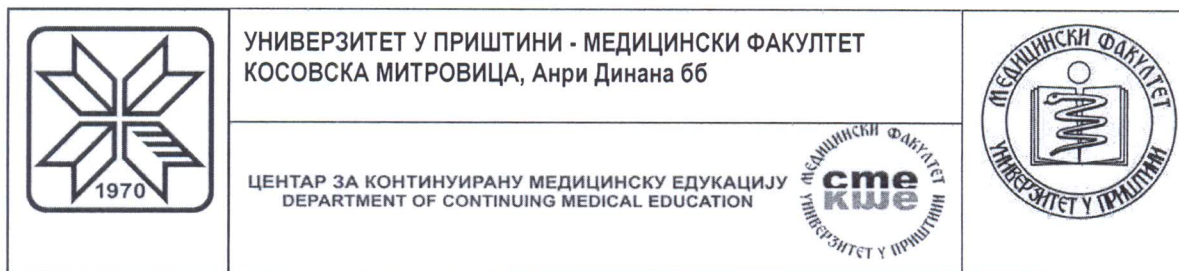 1970
УНИВЕРЗИТЕТ У ПРИШТИНИ - МЕДИЦИНСКИ ФАКУЛТЕТ
КОСОВСКА МИТРОВИЦА, Анри Динана бб
ЦЕНТАР ЗА КОНТИНУИРАНУ МЕДИЦИНСКУ ЕДУКАЦИЈУ
DEPARTMENT OF CONTINUING MEDICAL EDUCATION
МЕДИЦИНСКИ ФАКУЛТЕТ
cme
кме
УНИВЕРЗИТЕТ У ПРИШТИНИ
МЕДИЦИНСКИ ФАКУЛТЕТ
УНИВЕРЗИТЕТ У ПРИШТИНИ